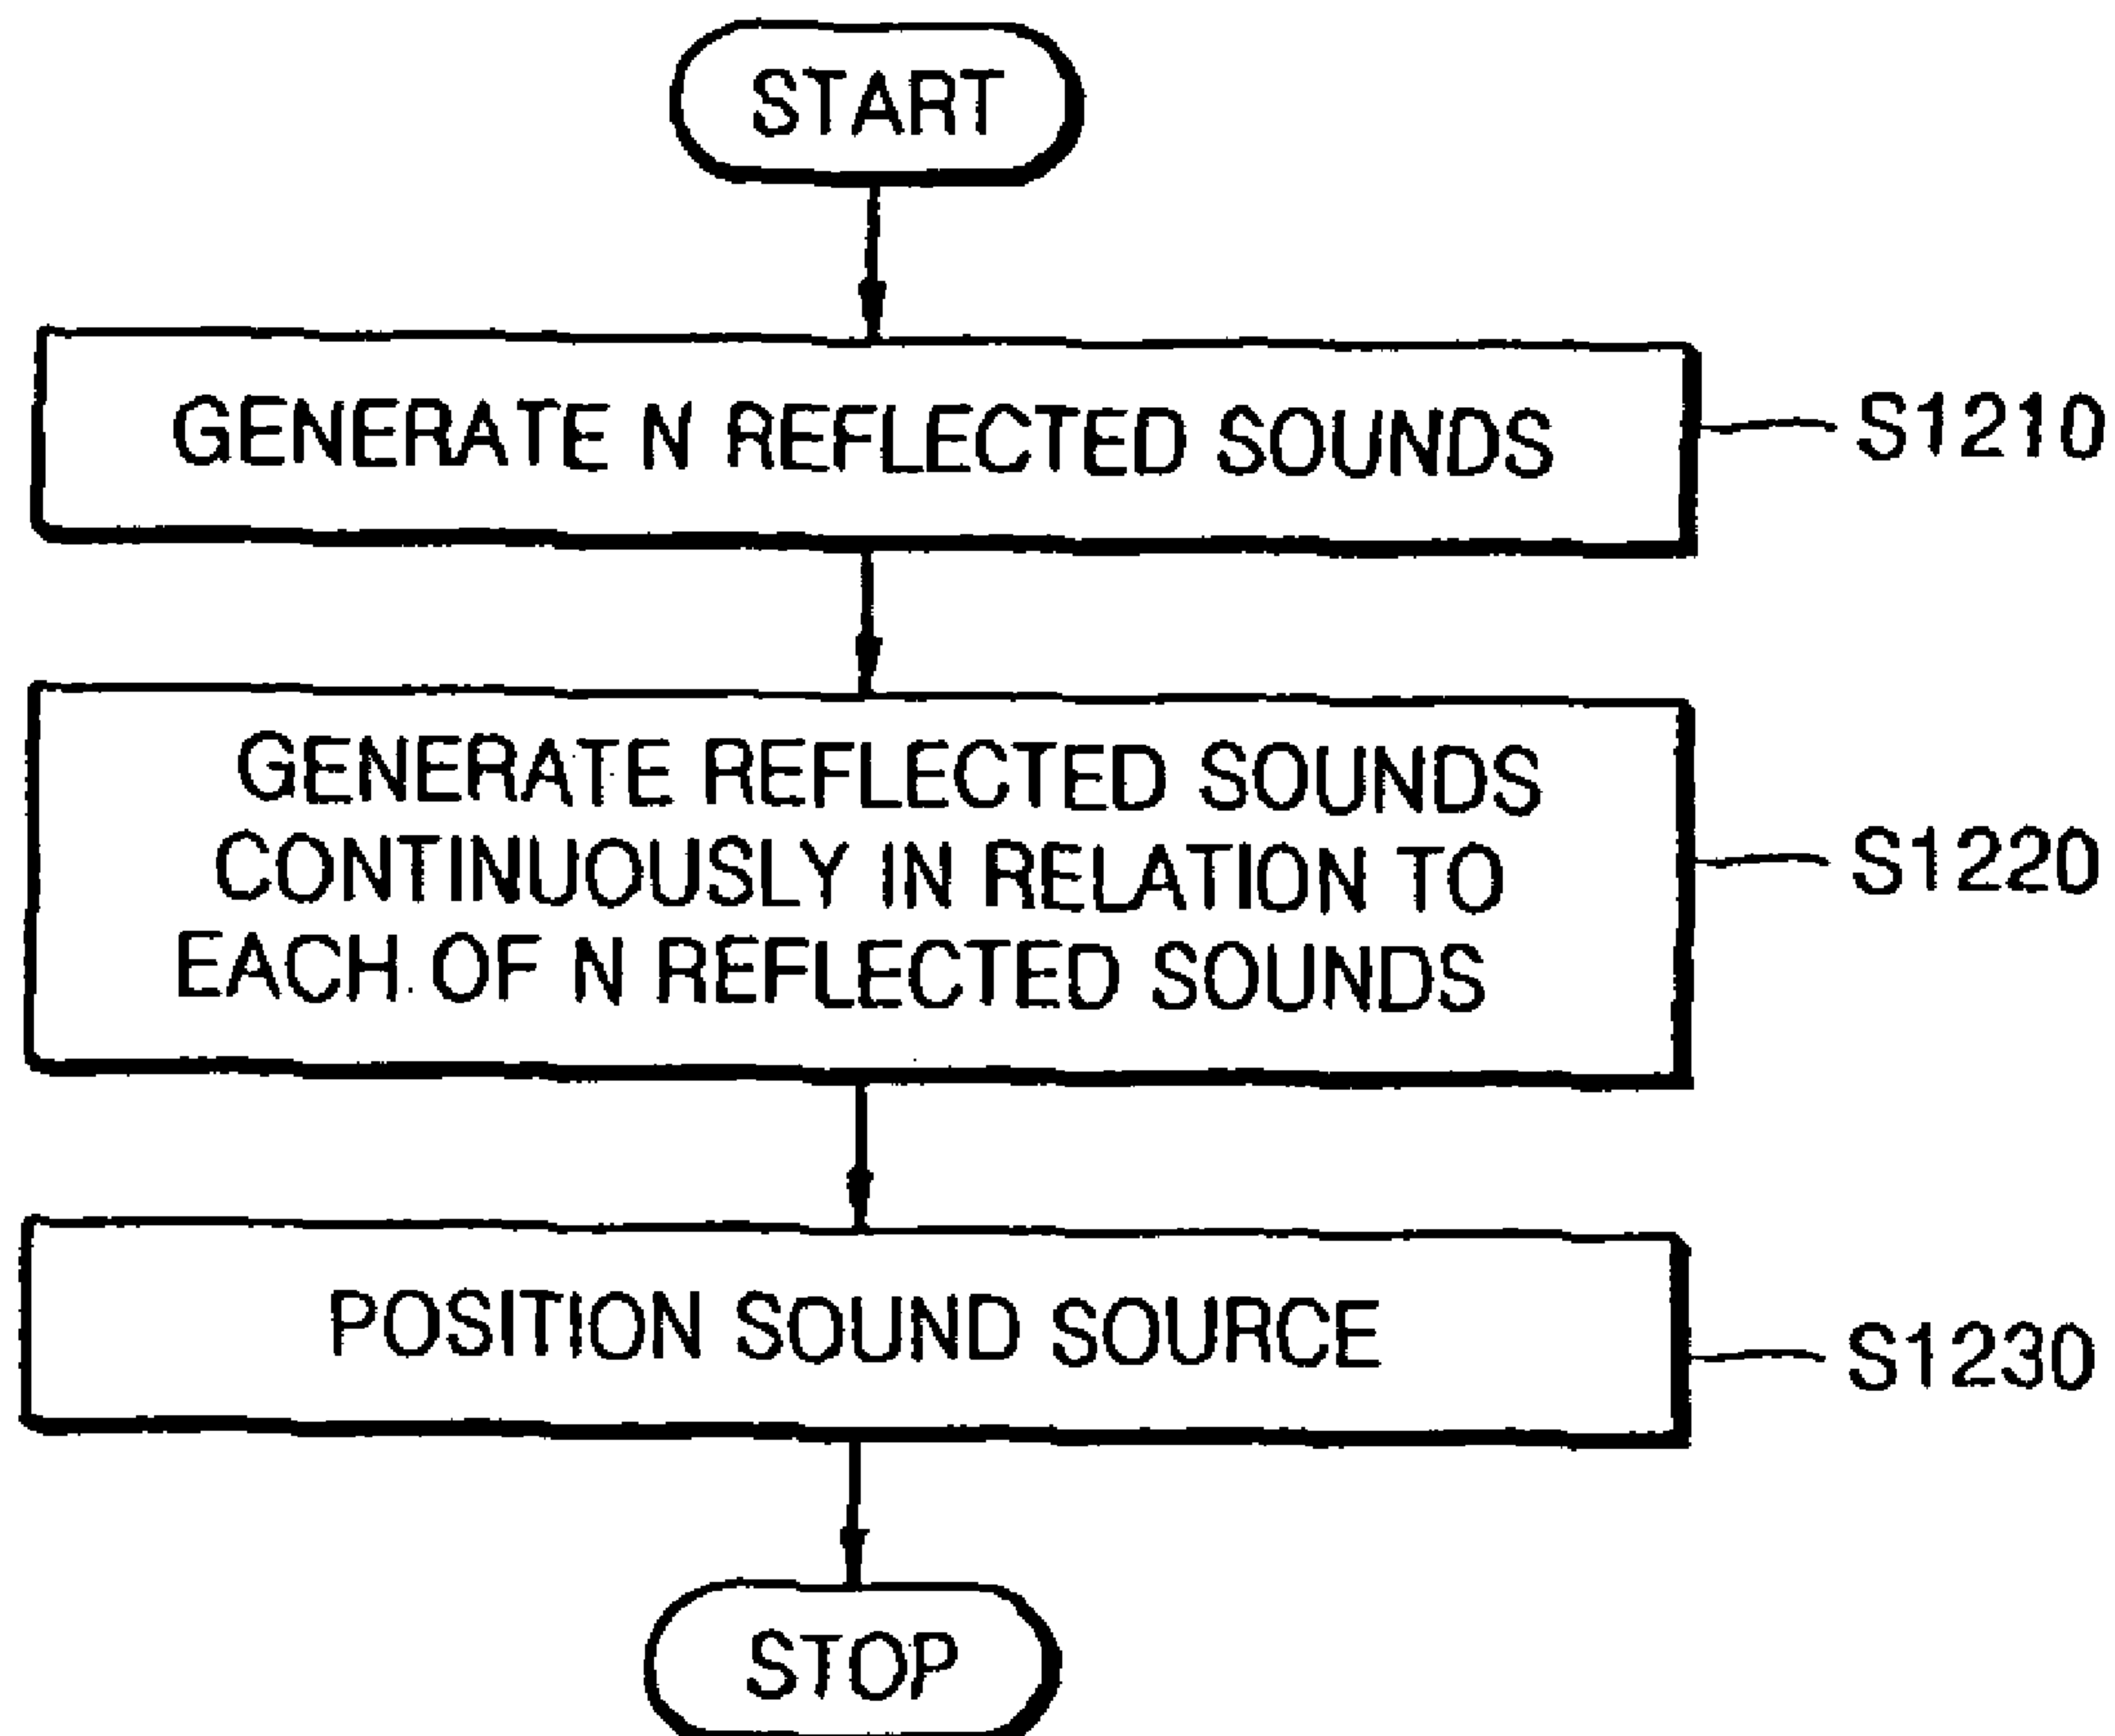 START
GENERATE N REFLECTED SOUNDS
S1210
GENERATE REFLECTED SOUNDS
CONTINUOUSLY IN RELATION TO
EACH OF N REFLECTED SOUNDS
S1220
POSITION SOUND SOURCE
S1230
STOP